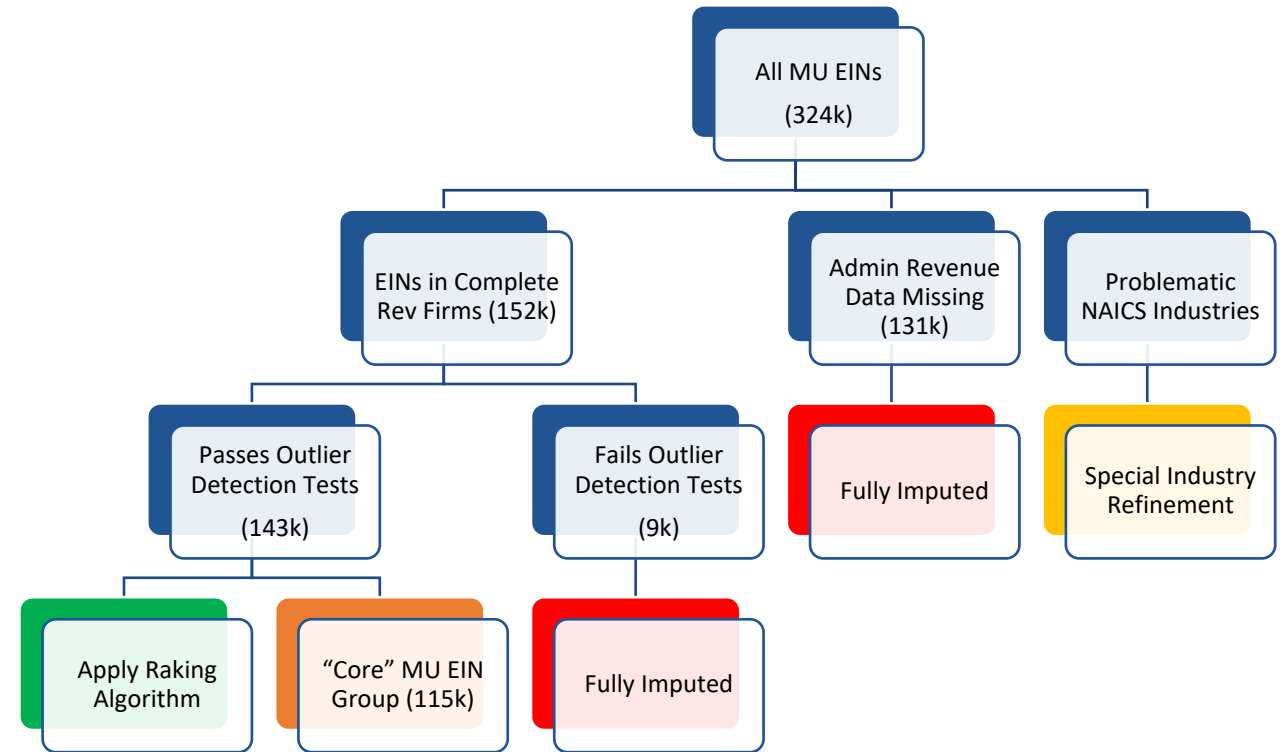 All MU EINs
(324k)
EINs in Complete
Rev Firms (152k)
Admin Revenue
Data Missing
(131k)
Problematic
NAICS Industries
Passes Outlier
Detection Tests
(143k)
Fails Outlier
Detection Tests
(9k)
Fully Imputed
Special Industry
Refinement
Apply Raking
Algorithm
“Core” MU EIN
Group (115k)
Fully Imputed